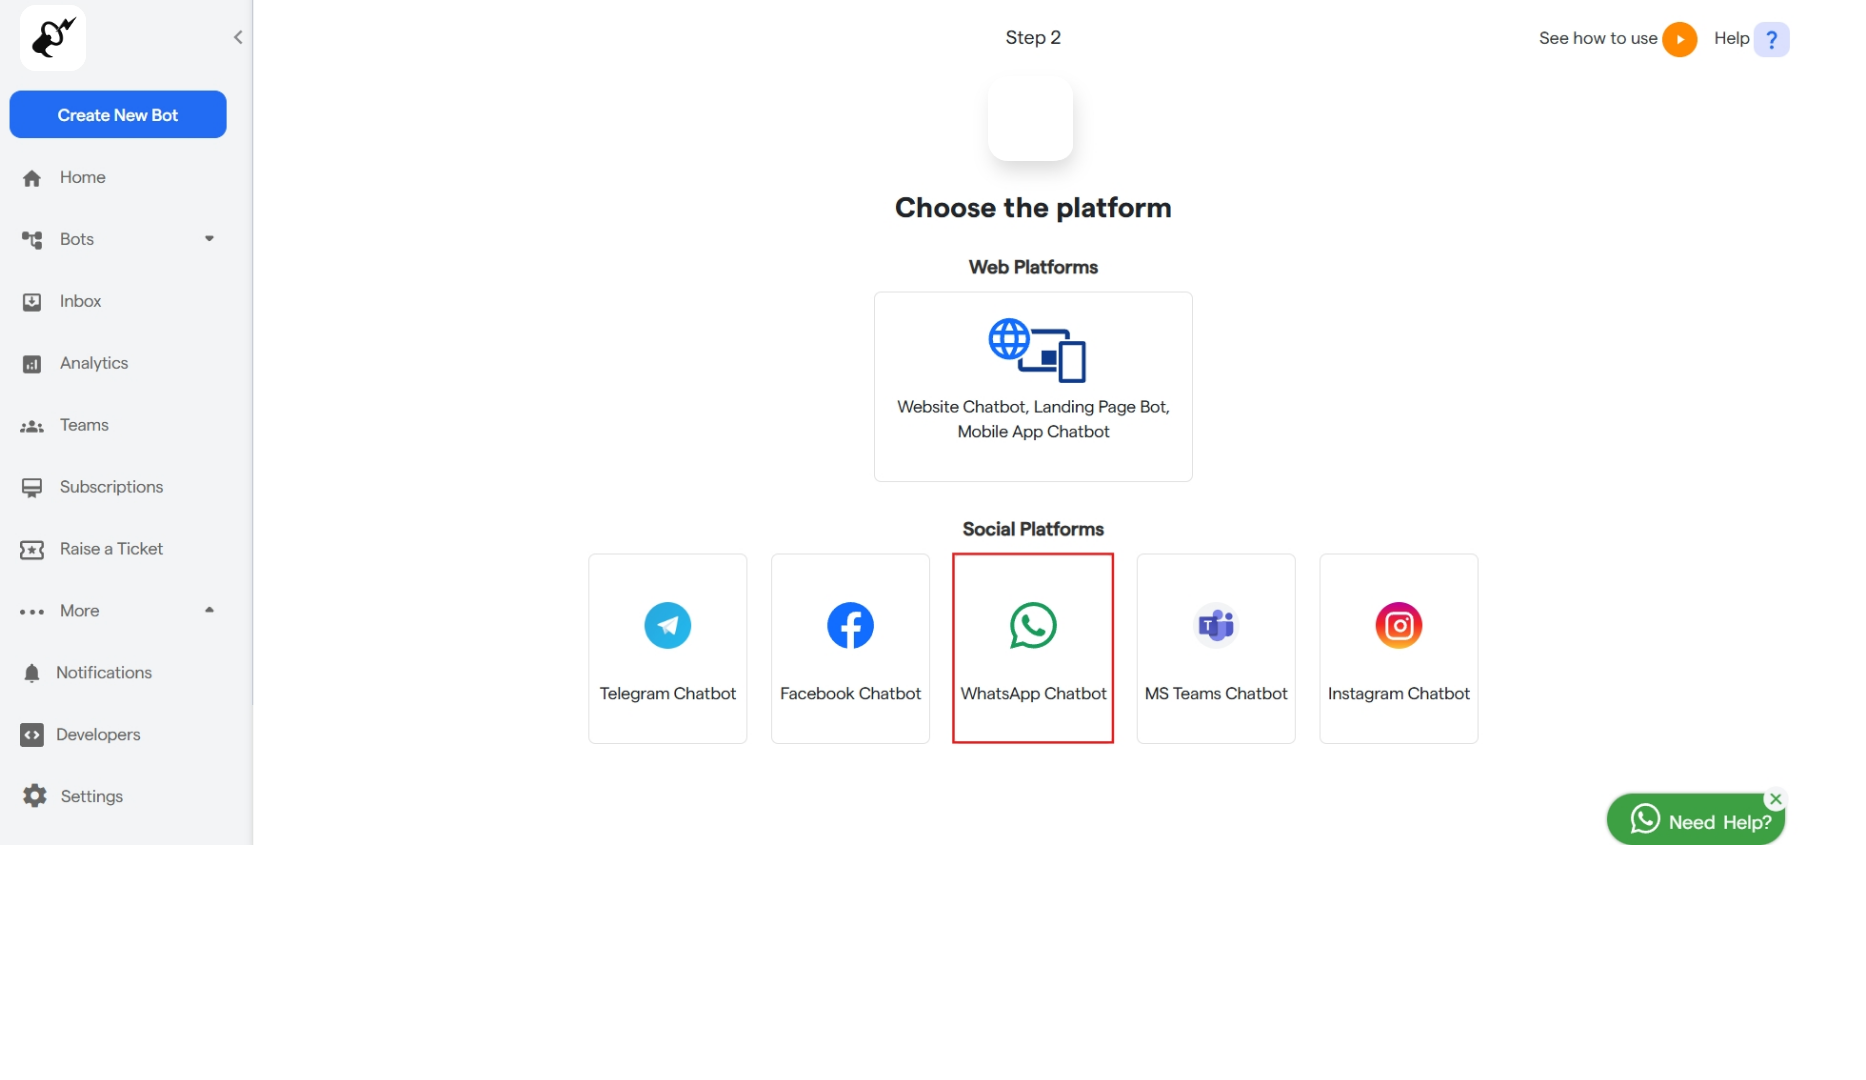 Step 2
See how to use
Help ?
Create New Bot
Home
Bots
Inbox
Analytics
Teams
Subscriptions
Raise a Ticket
More
Notifications
Developers
Settings
Choose the platform
Web Platforms
Website Chatbot, Landing Page Bot,
Mobile App Chatbot
Social Platforms
Telegram Chatbot
Facebook Chatbot
WhatsApp Chatbot
T
MS Teams Chatbot
Instagram Chatbot
Need Help?